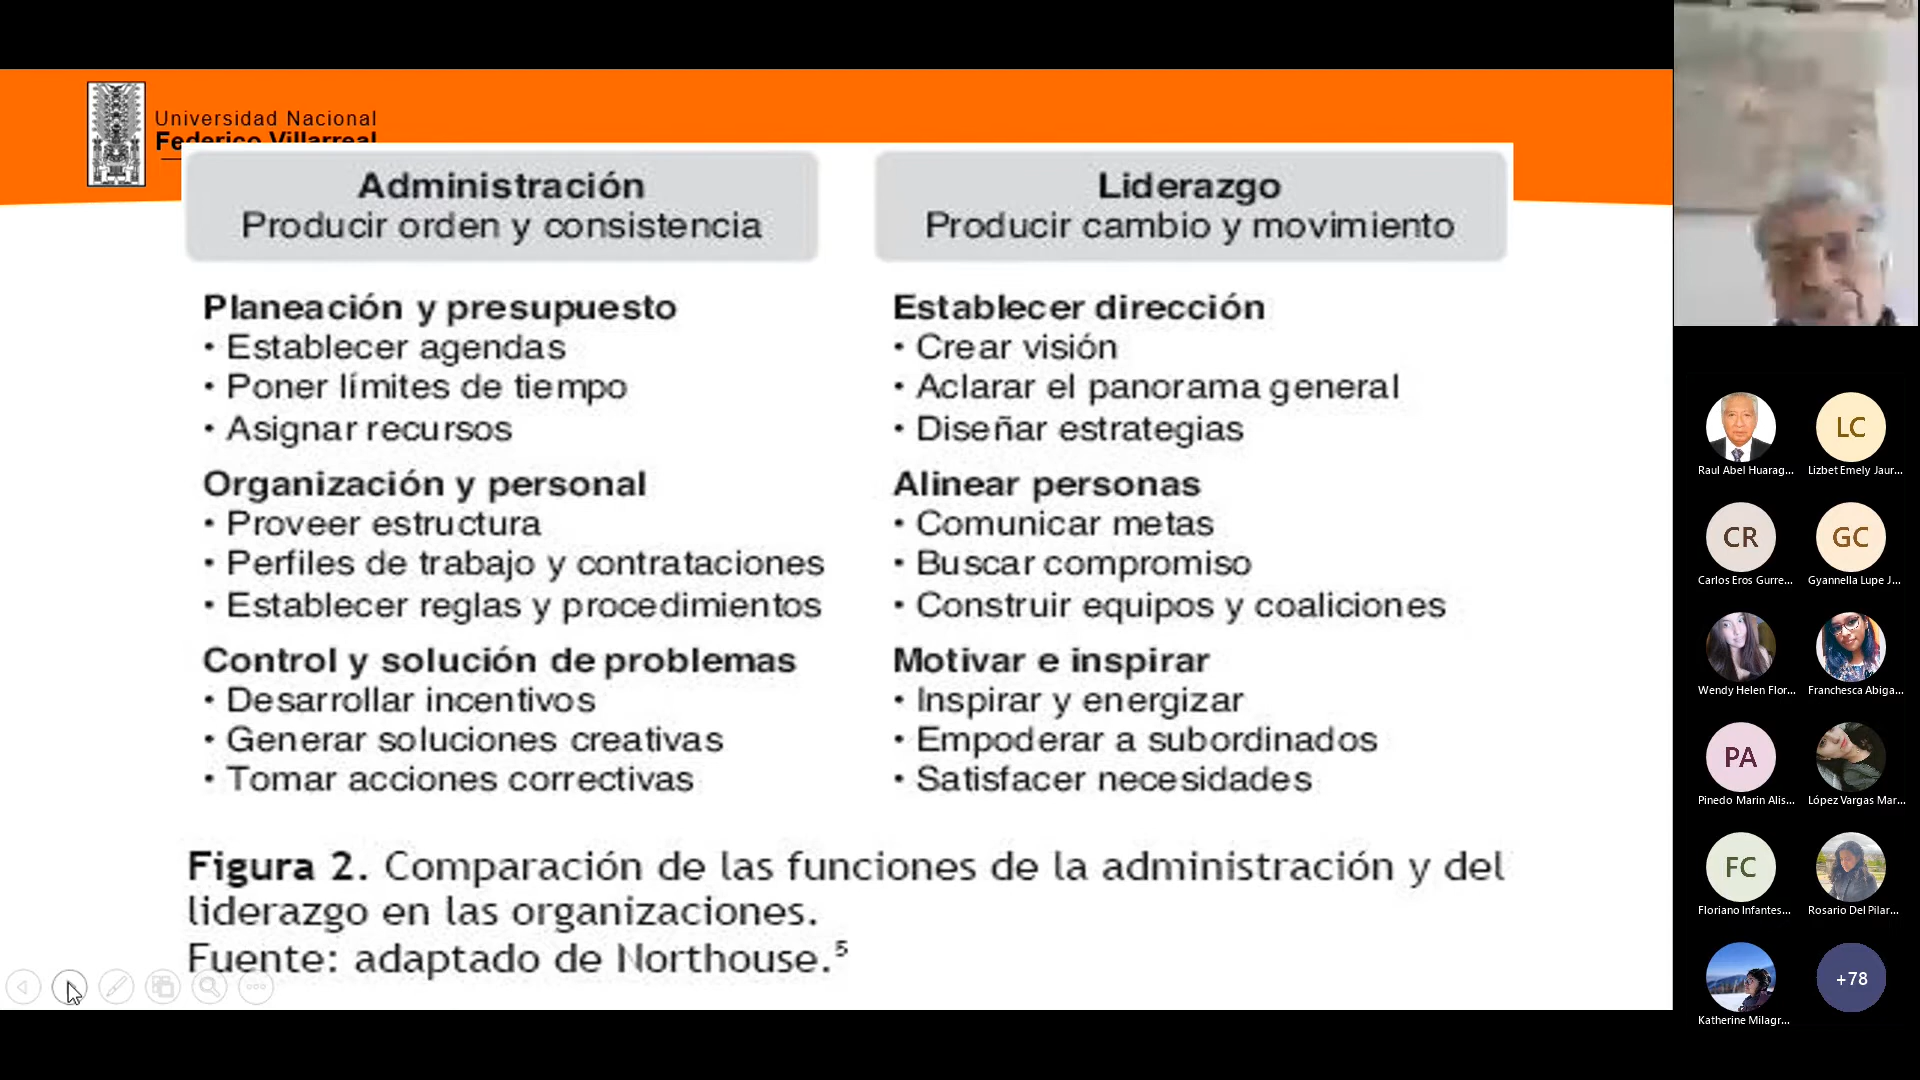 Universidad Nacional
Federico Villarreal
Administración
Producir orden y consistencia
Planeación y presupuesto
• Establecer agendas
• Poner límites de tiempo
• Asignar recursos
Organización y personal
• Proveer estructura
• Perfiles de trabajo y contrataciones
• Establecer reglas y procedimientos
Control y solución de problemas
• Desarrollar incentivos
• Generar soluciones creativas
• Tomar acciones correctivas
Liderazgo
Producir cambio y movimiento
Establecer dirección
• Crear visión
• Aclarar el panorama general
• Diseñar estrategias
Alinear personas
• Comunicar metas
• Buscar compromiso
• Construir equipos y coaliciones
Motivar e inspirar
• Inspirar y energizar
• Empoderar a subordinados
• Satisfacer necesidades
Figura 2. Comparación de las funciones de la administración y del
liderazgo en las organizaciones.
Fuente: adaptado de Northouse.⁵
Raul Abel Huarag...
LC
Lizbet Emely Jaur...
CR
Carlos Eros Gurre...
GC
Gyannella Lupe J...
Wendy Helen Flor...
Franchesca Abiga...
PA
Pinedo Marin Alis...
López Vargas Mar...
FC
Floriano Infantes...
Rosario Del Pilar...
Katherine Milagr...
+78